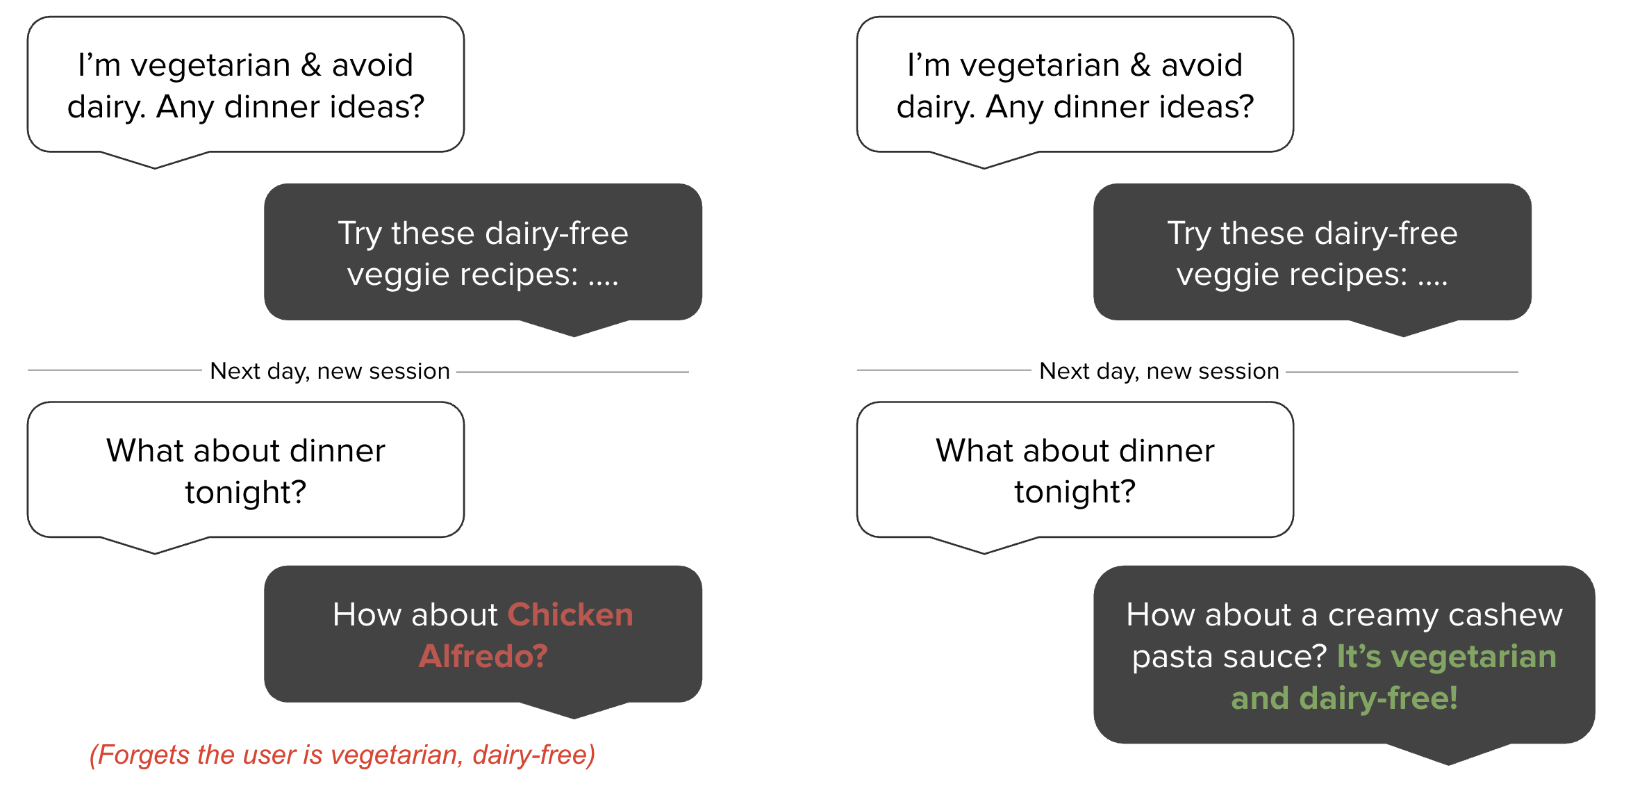 I’m vegetarian & avoid
dairy. Any dinner ideas?
Try these dairy-free
veggie recipes: ....
Next day, new session
What about dinner
tonight?
How about Chicken
Alfredo?
(Forgets the user is vegetarian, dairy-free)
I’m vegetarian & avoid
dairy. Any dinner ideas?
Try these dairy-free
veggie recipes: ....
Next day, new session
What about dinner
tonight?
How about a creamy cashew
pasta sauce? It’s vegetarian
and dairy-free!